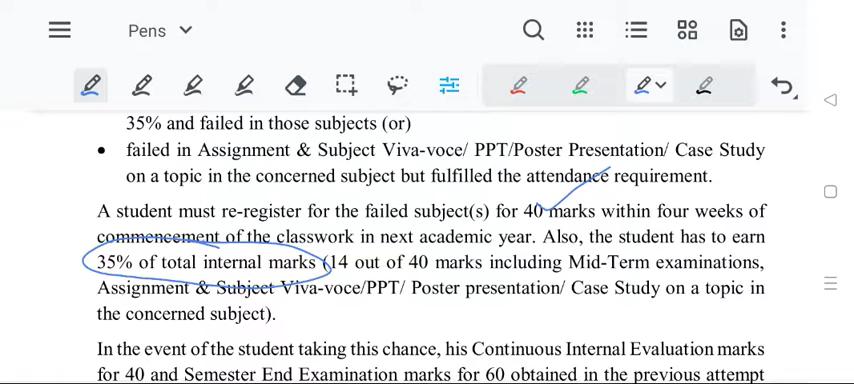 Pens
35% and failed in those subjects (or)
• failed in Assignment & Subject Viva-voce/ PPT/Poster Presentation/ Case Study
on a topic in the concerned subject but fulfilled the attendance requirement.
A student must re-register for the failed subject(s) for 40 marks within four weeks of
commencement of the classwork in next academic year. Also, the student has to earn
35% of total internal marks (14 out of 40 marks including Mid-Term examinations,
Assignment & Subject Viva-voce/PPT/ Poster presentation/ Case Study on a topic in
the concerned subject).
In the event of the student taking this chance, his Continuous Internal Evaluation marks
for 40 and Semester End Examination marks for 60 obtained in the previous attempt